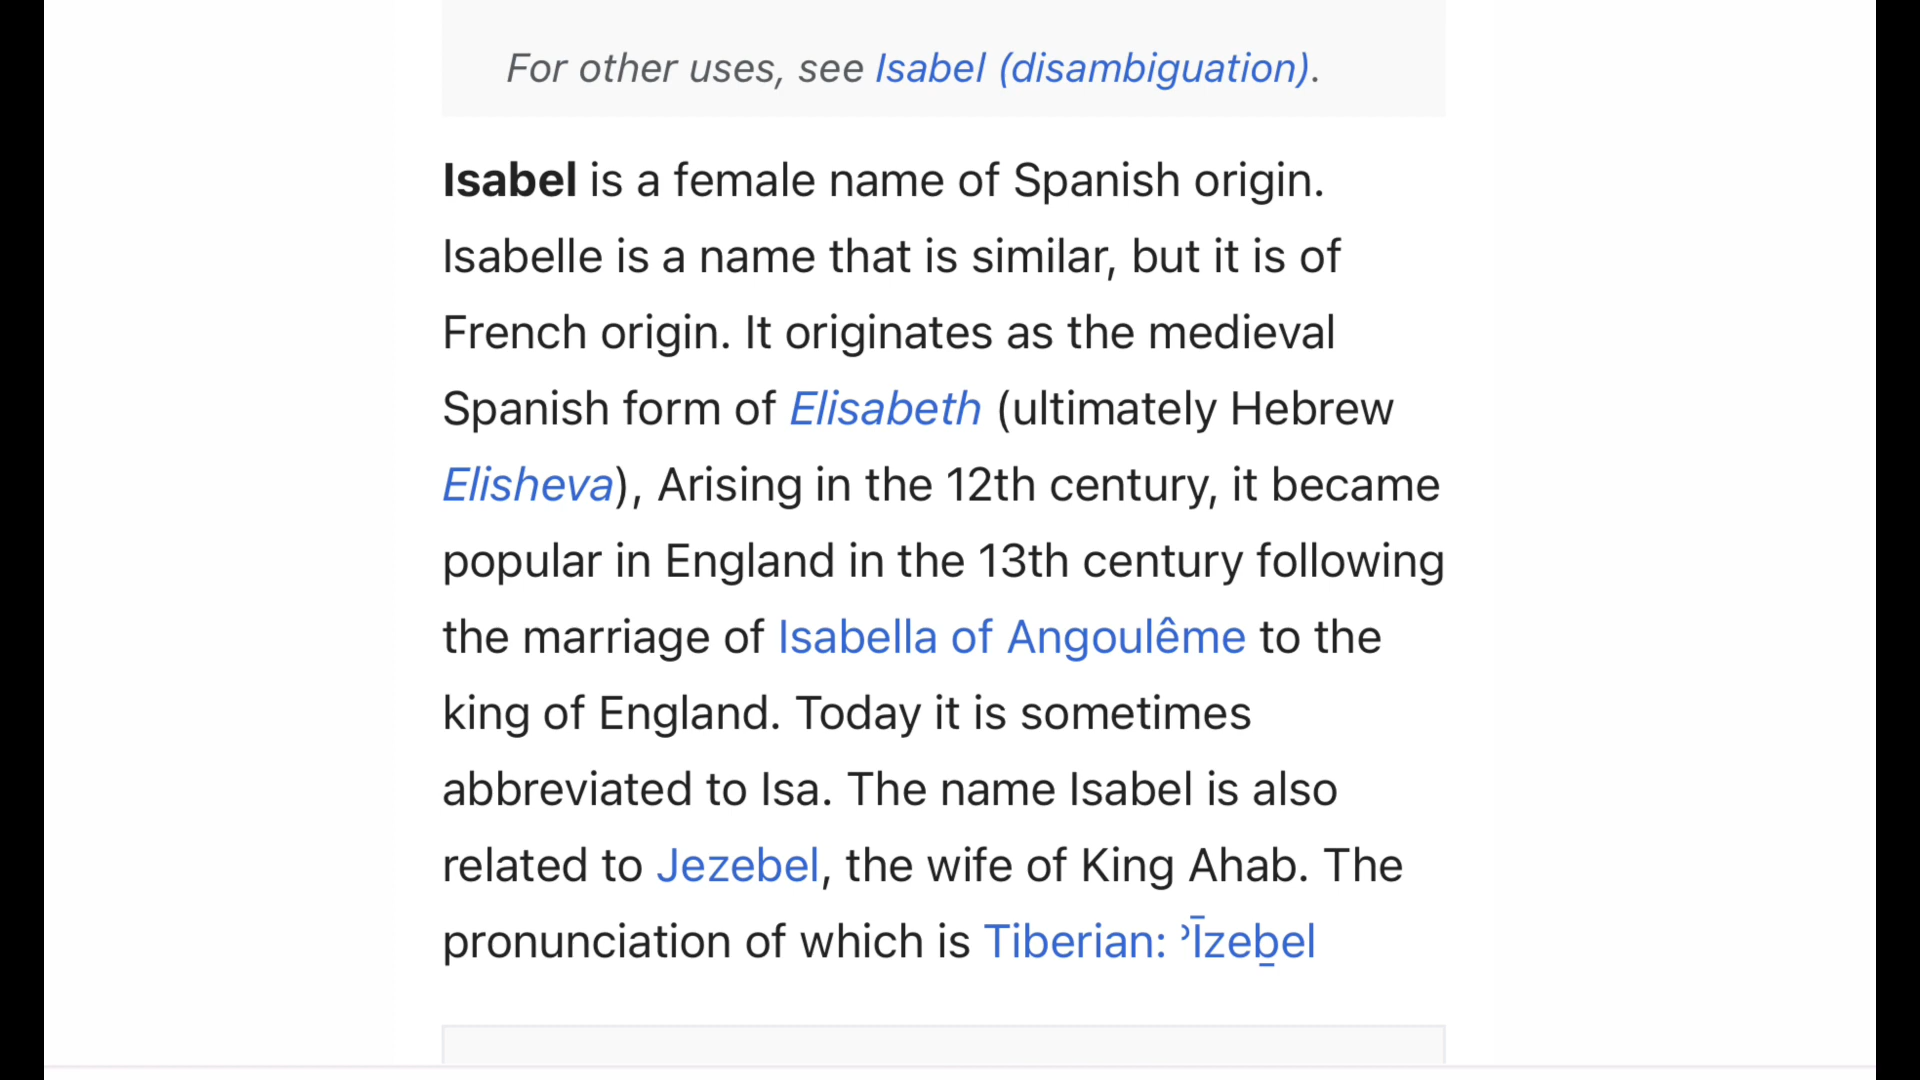 For other uses, see Isabel (disambiguation).
Isabel is a female name of Spanish origin.
Isabelle is a name that is similar, but it is of
French origin. It originates as the medieval
Spanish form of Elisabeth (ultimately Hebrew
Elisheva), Arising in the 12th century, it became
popular in England in the 13th century following
the marriage of Isabella of Angoulême to the
king of England. Today it is sometimes
abbreviated to Isa. The name Isabel is also
related to Jezebel, the wife of King Ahab. The
pronunciation of which is Tiberian: ʾĪzeḇel